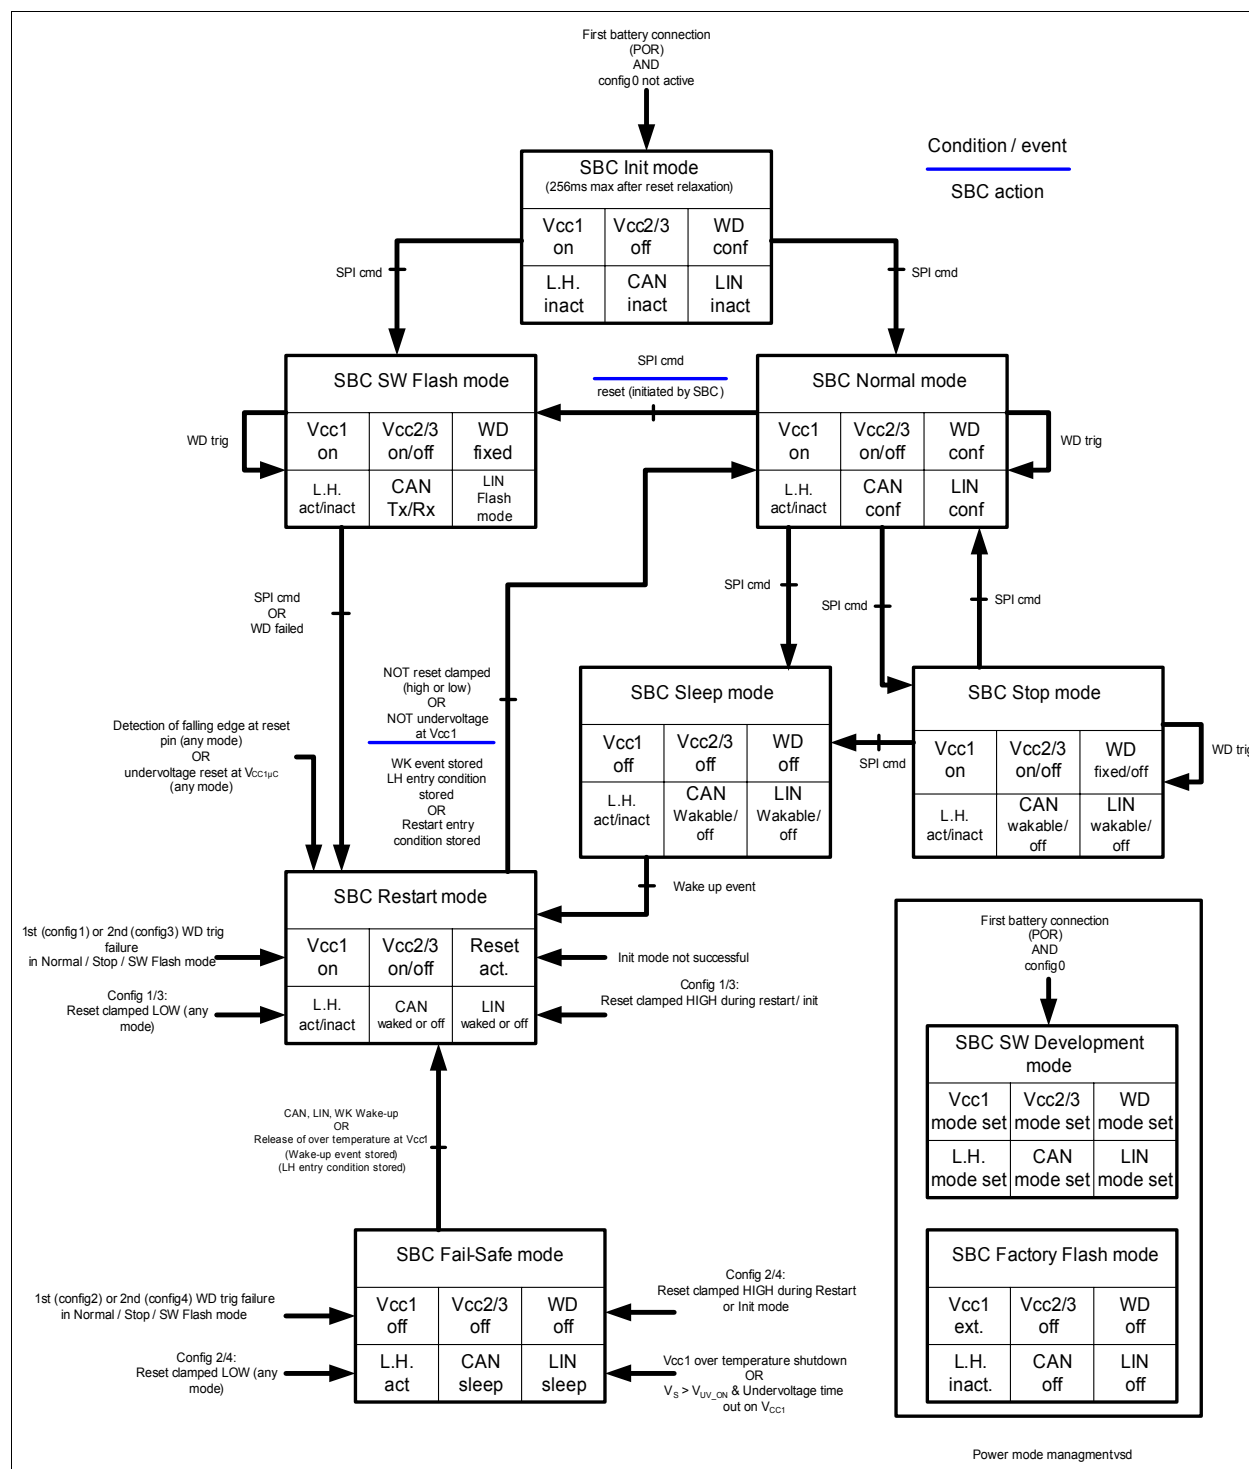 First battery connection
(POR)
AND
config0 not active
Condition / event
SBC action
SBC Init mode
(256ms max after reset relaxation)
Vcc1
on
Vcc2/3
off
WD
conf
L.H.
inact
CAN
inact
LIN
inact
SPI cmd
SPI cmd
SBC SW Flash mode
Vcc1
on
Vcc2/3
on/off
WD
fixed
L.H.
act/inact
CAN
Tx/Rx
LIN
Flash
mode
WD trig
SPI cmd
reset (initiated by SBC)
SBC Normal mode
Vcc1
on
Vcc2/3
on/off
WD
conf
L.H.
act/inact
CAN
conf
LIN
conf
WD trig
SPI cmd
OR
WD failed
SPI cmd
SPI cmd
SPI cmd
NOT reset clamped
(high or low)
OR
NOT undervoltage
at Vcc1
WK event stored
LH entry condition
stored
OR
Restart entry
condition stored
Detection of falling edge at reset
pin (any mode)
OR
undervoltage reset at VCC1µC
(any mode)
SBC Sleep mode
Vcc1
off
Vcc2/3
off
WD
off
L.H.
act/inact
CAN
Wakable/
off
LIN
Wakable/
off
SPI cmd
SBC Stop mode
Vcc1
on
Vcc2/3
on/off
WD
fixed/off
L.H.
act/inact
CAN
wakable/
off
LIN
wakable/
off
WD trig
Wake up event
SBC Restart mode
Vcc1
on
Vcc2/3
on/off
Reset
act.
L.H.
act/inact
CAN
waked or off
LIN
waked or off
1st (config1) or 2nd (config3) WD trig
failure
in Normal / Stop / SW Flash mode
Config 1/3:
Reset clamped LOW (any
mode)
Init mode not successful
Config 1/3:
Reset clamped HIGH during restart / init
First battery connection
(POR)
AND
config0
SBC SW Development
mode
Vcc1
mode set
Vcc2/3
mode set
WD
mode set
L.H.
mode set
CAN
mode set
LIN
mode set
CAN, LIN, WK Wake-up
OR
Release of over temperature at Vcc1
(Wake-up event stored)
(LH entry condition stored)
SBC Fail-Safe mode
Vcc1
off
Vcc2/3
off
WD
off
L.H.
act
CAN
sleep
LIN
sleep
1st (config2) or 2nd (config4) WD trig failure
in Normal / Stop / SW Flash mode
Config 2/4:
Reset clamped LOW (any
mode)
Config 2/4:
Reset clamped HIGH during Restart
or Init mode
Vcc1 over temperature shutdown
OR
VS > VUV_ON & Undervoltage time
out on VCC1
SBC Factory Flash mode
Vcc1
ext.
Vcc2/3
off
WD
off
L.H.
inact.
CAN
off
LIN
off
Power mode managmentvsd